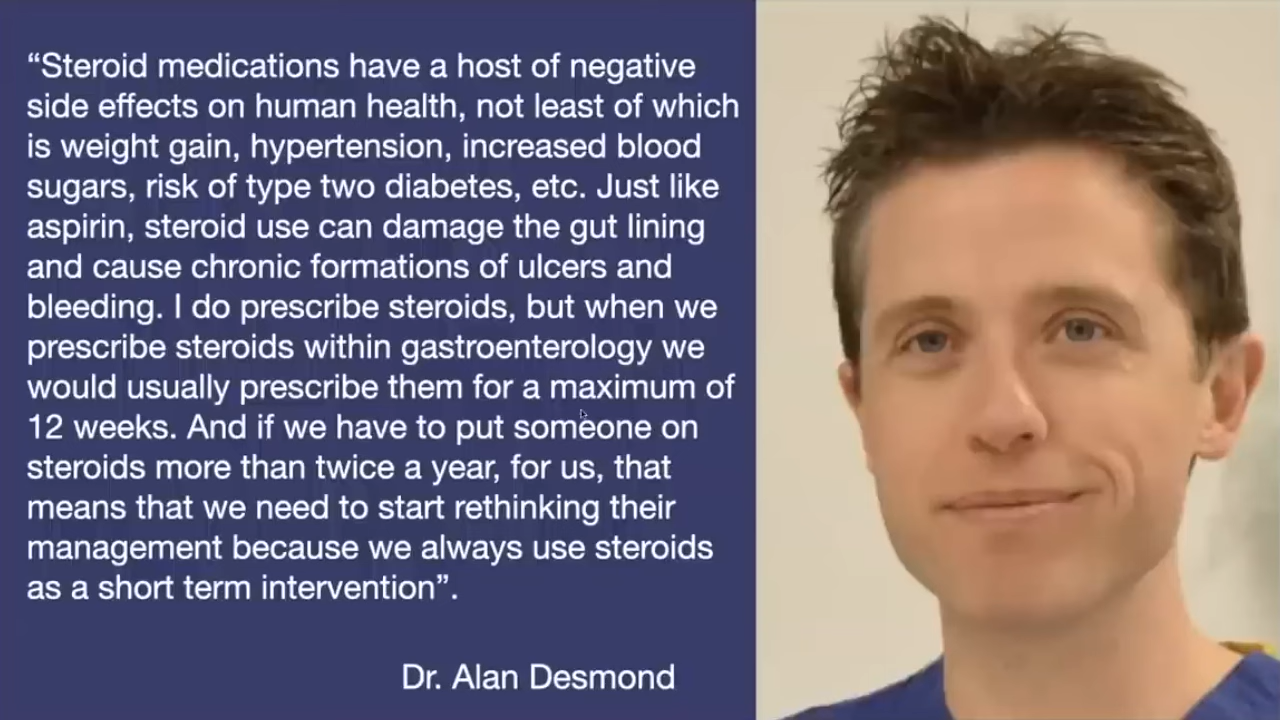 “Steroid medications have a host of negative
side effects on human health, not least of which
is weight gain, hypertension, increased blood
sugars, risk of type two diabetes, etc. Just like
aspirin, steroid use can damage the gut lining
and cause chronic formations of ulcers and
bleeding. I do prescribe steroids, but when we
prescribe steroids within gastroenterology we
would usually prescribe them for a maximum of
12 weeks. And if we have to put someone on
steroids more than twice a year, for us, that
means that we need to start rethinking their
management because we always use steroids
as a short term intervention”.
Dr. Alan Desmond